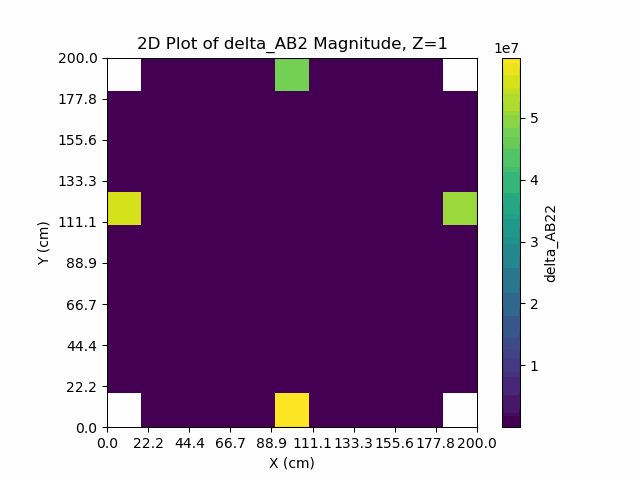 2D Plot of delta_AB2 Magnitude, Z=1
1e7
200.0
177.8
155.6
133.3
111.1
88.9
66.7
44.4
22.2
0.0
Y (cm)
0.0 22.2 44.4 66.7 88.9 111.1 133.3 155.6 177.8 200.0
X (cm)
5
4
3
2
1
delta_AB22